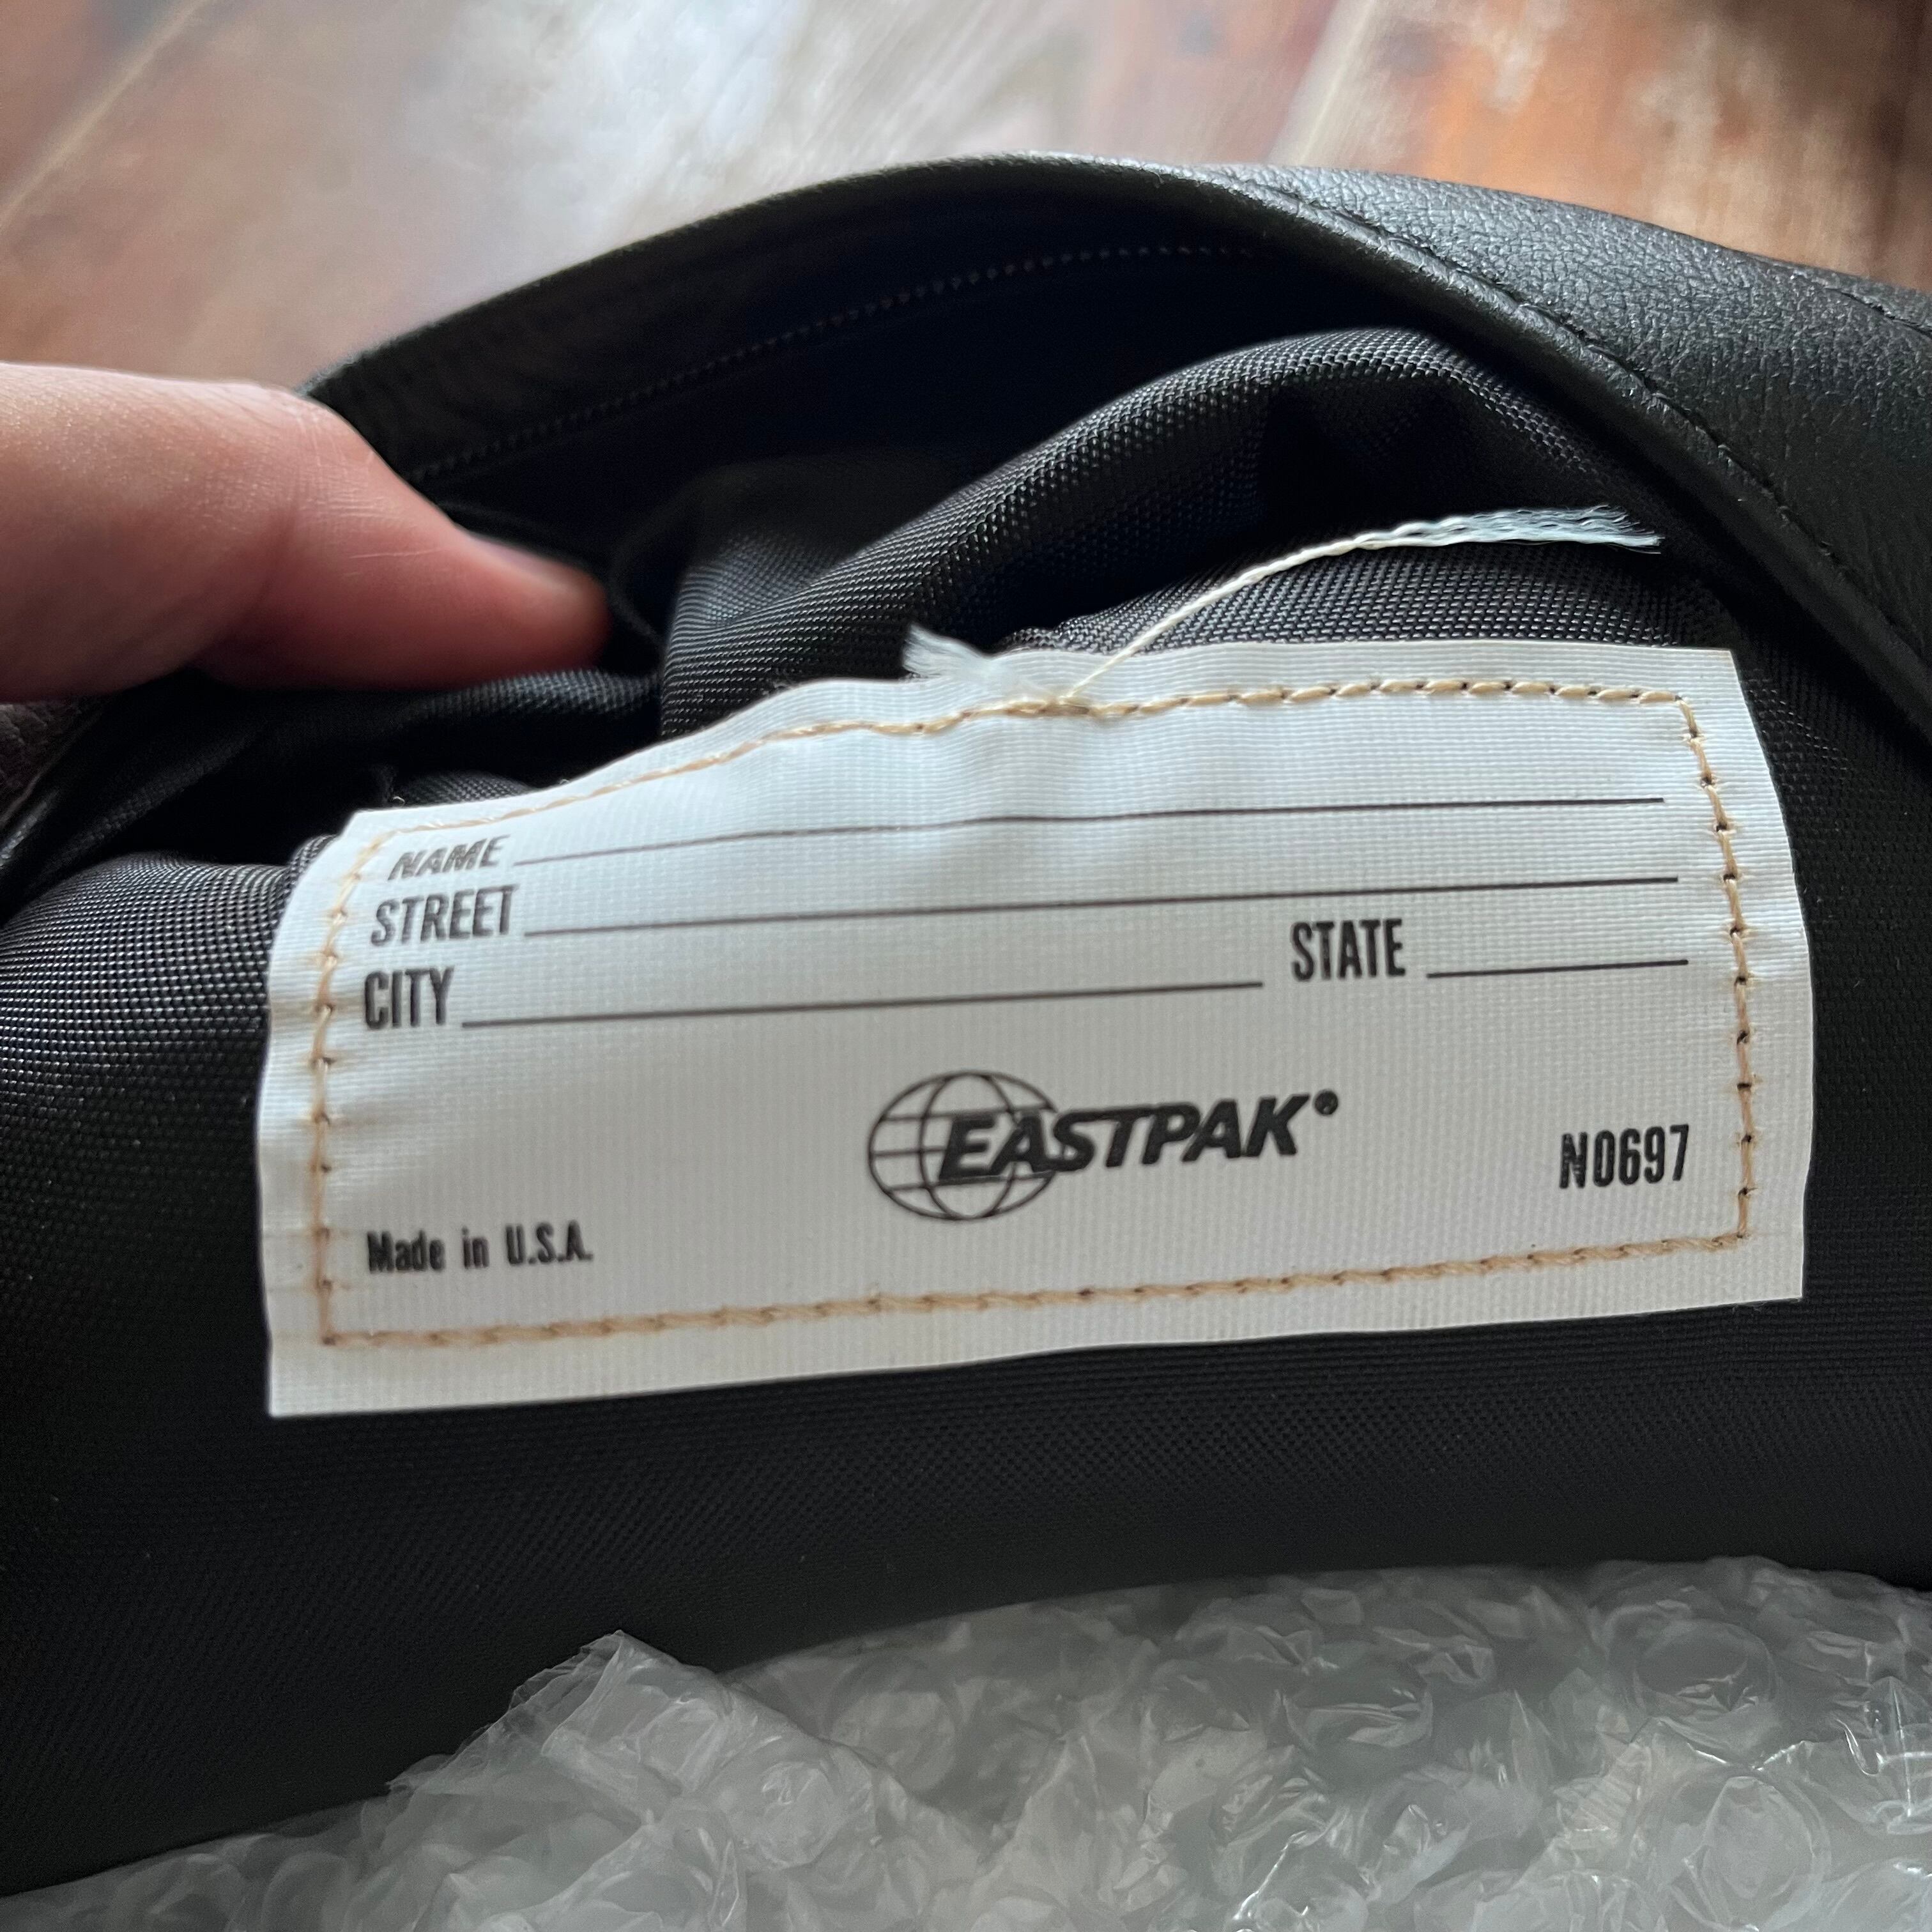 NAME
STREET
CITY STATE
EASTPAK®
N0697
Made in U.S.A.